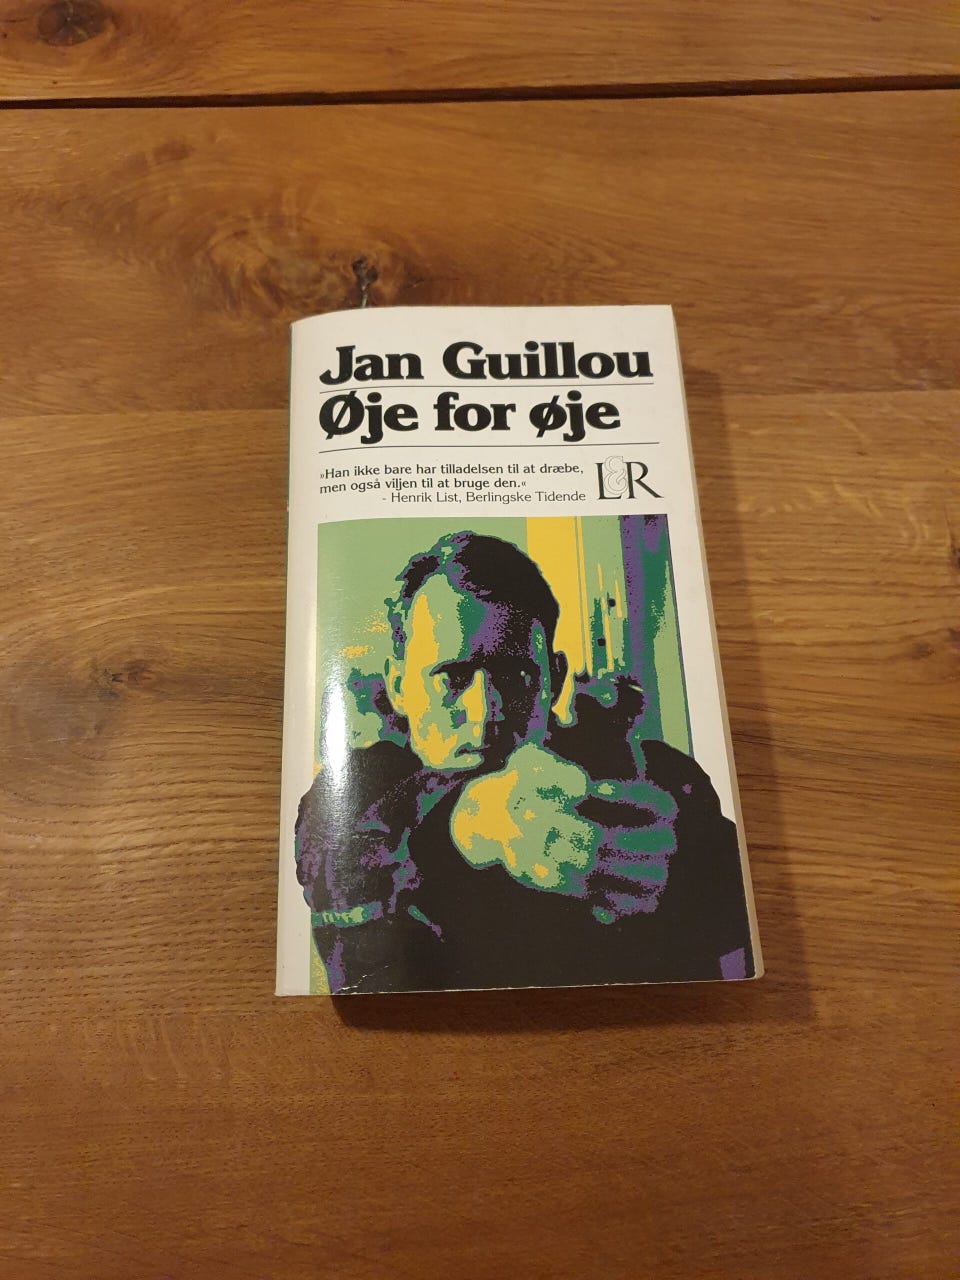 Jan Guillou
Øje for øje
»Han ikke bare har tilladelsen til at dræbe,
men også viljen til at bruge den.«
- Henrik List, Berlingske Tidende
L&R